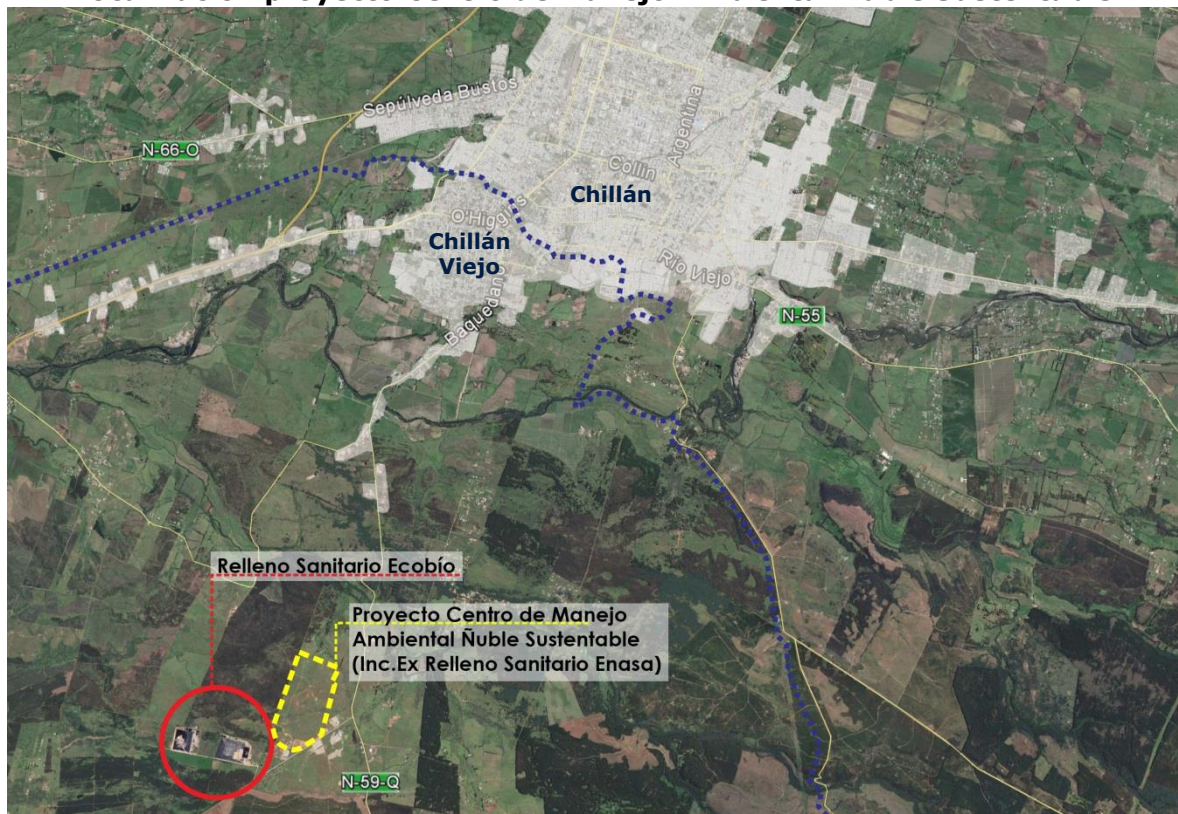 Sepúlveda Bustos
N-66-O
Argentina
Collin
Chillán
O'Higgins
Chillán
Viejo
Rio Viejo
Baquedano
N-55
Relleno Sanitario Ecobío
Proyecto Centro de Manejo
Ambiental Ñuble Sustentable
(Inc.Ex Relleno Sanitario Enasa)
N-59-Q